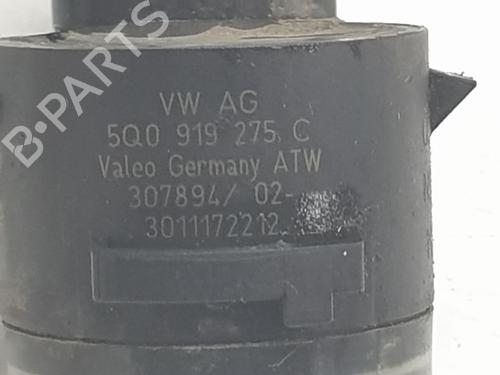 VW AG
5Q0 919 275 C
Valeo Germany ATW
307894/ 02-
3011172212
B-PARTS